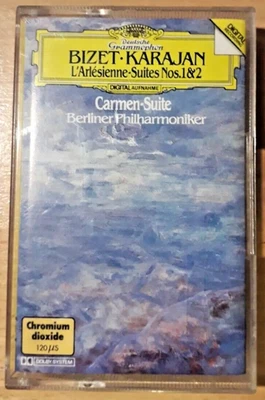 Deutsche
Grammophon
BIZET·KARAJAN
L'Arlésienne-Suites Nos.1&2
DIGITAL AUFNAHME
DIGITAL
Carmen-Suite
Berliner Philharmoniker
Chromium
dioxide
120µS
DOLBY SYSTEM